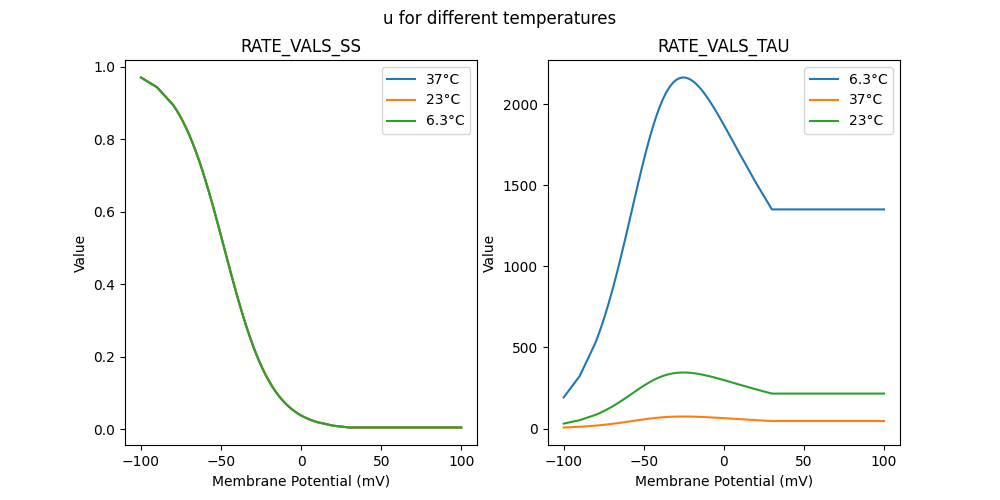 u for different temperatures
RATE_VALS_SS
1.0
0.8
0.6
0.4
0.2
0.0
Value
−100
−50
0
50
100
Membrane Potential (mV)
37°C
23°C
6.3°C
RATE_VALS_TAU
2000
1500
1000
500
0
Value
−100
−50
0
50
100
Membrane Potential (mV)
6.3°C
37°C
23°C